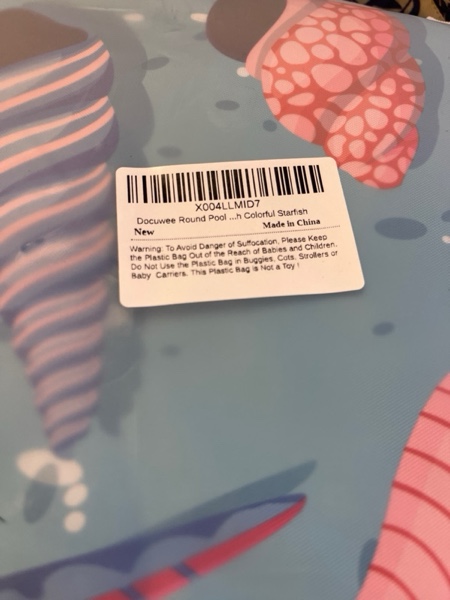 X004LLMID7
Docuwee Round Pool ...h Colorful Starfish
New Made in China
Warning: To Avoid Danger of Suffocation, Please Keep
the Plastic Bag Out of the Reach of Babies and Children.
Do Not Use the Plastic Bag in Buggies, Cots, Strollers of
Baby Carriers. This Plastic Bag is Not a Toy !